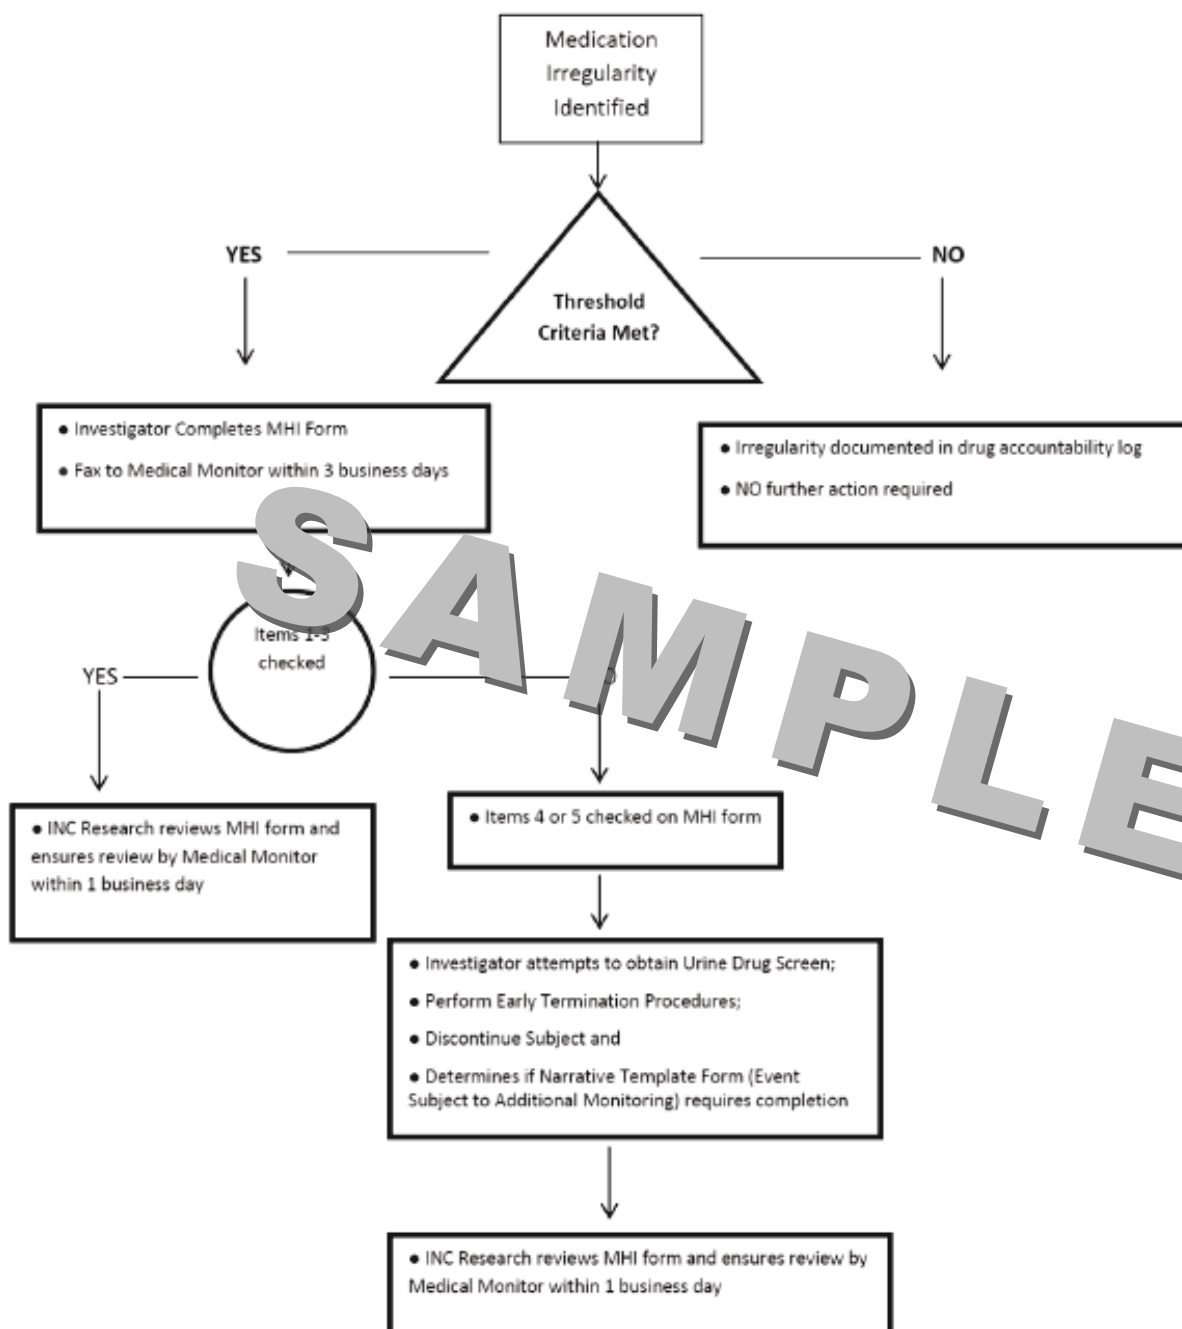 Medication
Irregularity
Identified
YES
NO
Threshold
Criteria Met?
● Investigator Completes MHI Form
● Fax to Medical Monitor within 3 business days
● Irregularity documented in drug accountability log
● NO further action required
SAMPLE
Items 1-3
checked
YES
● INC Research reviews MHI form and
ensures review by Medical Monitor
within 1 business day
● Items 4 or 5 checked on MHI form
● Investigator attempts to obtain Urine Drug Screen;
● Perform Early Termination Procedures;
● Discontinue Subject and
● Determines if Narrative Template Form (Event
Subject to Additional Monitoring) requires completion
● INC Research reviews MHI form and ensures review by
Medical Monitor within 1 business day